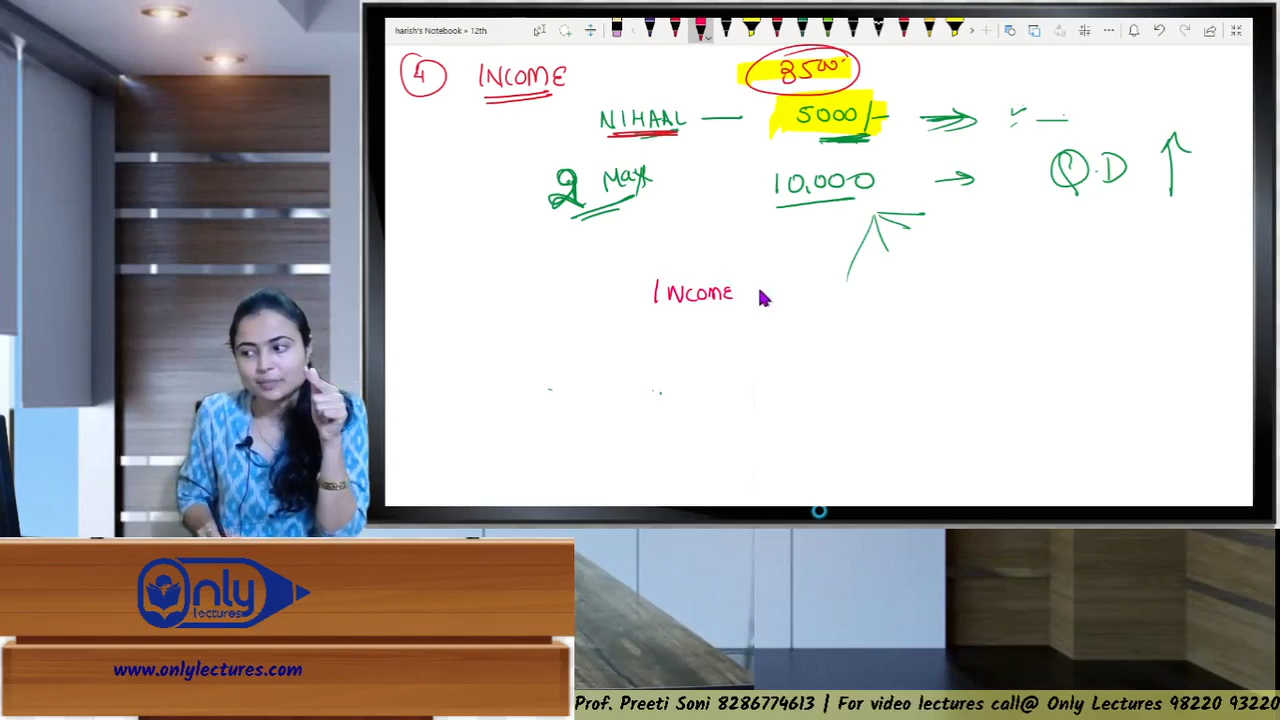 harish's Notebook » 12th
4 INCOME 8500
NIHAAL — 5000/-
2 10,000 → Q.D ↑
INCOME
Only
lectures
www.onlylectures.com
Prof. Preeti Soni 8286774613 | For video lectures call@ Only Lectures 98220 93220